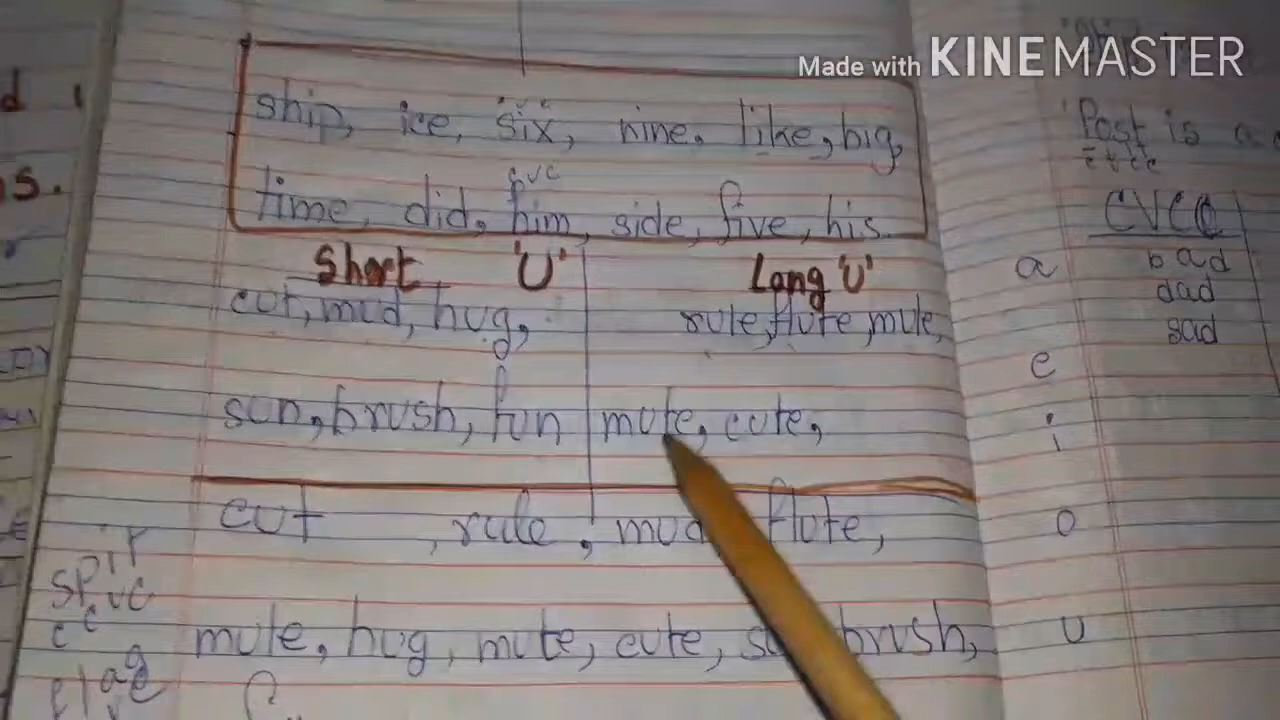 Made with KINEMASTER
ship, ice, six, nine, like, big,
cvc
time, did, him, side, five, his.
Short 'U' Long 'U'
cut, mud, hug, rule, flute, mule,
sun, brush, fun mute, cute,
cut, rule, mud, flute,
mule, hug, mute, cute, brush,
Post is a
CVCC
a bad
dad
sad
e
i
o
u